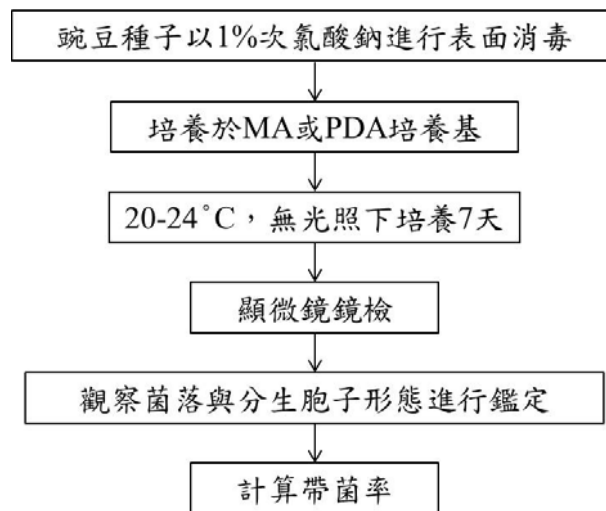 豌豆種子以1%次氯酸鈉進行表面消毒
培養於MA或PDA培養基
20-24°C，無光照下培養7天
顯微鏡鏡檢
觀察菌落與分生胞子形態進行鑑定
計算帶菌率